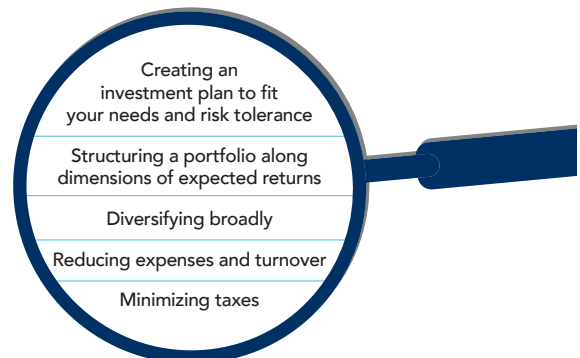 Creating an
investment plan to fit
your needs and risk tolerance
Structuring a portfolio along
dimensions of expected returns
Diversifying broadly
Reducing expenses and turnover
Minimizing taxes